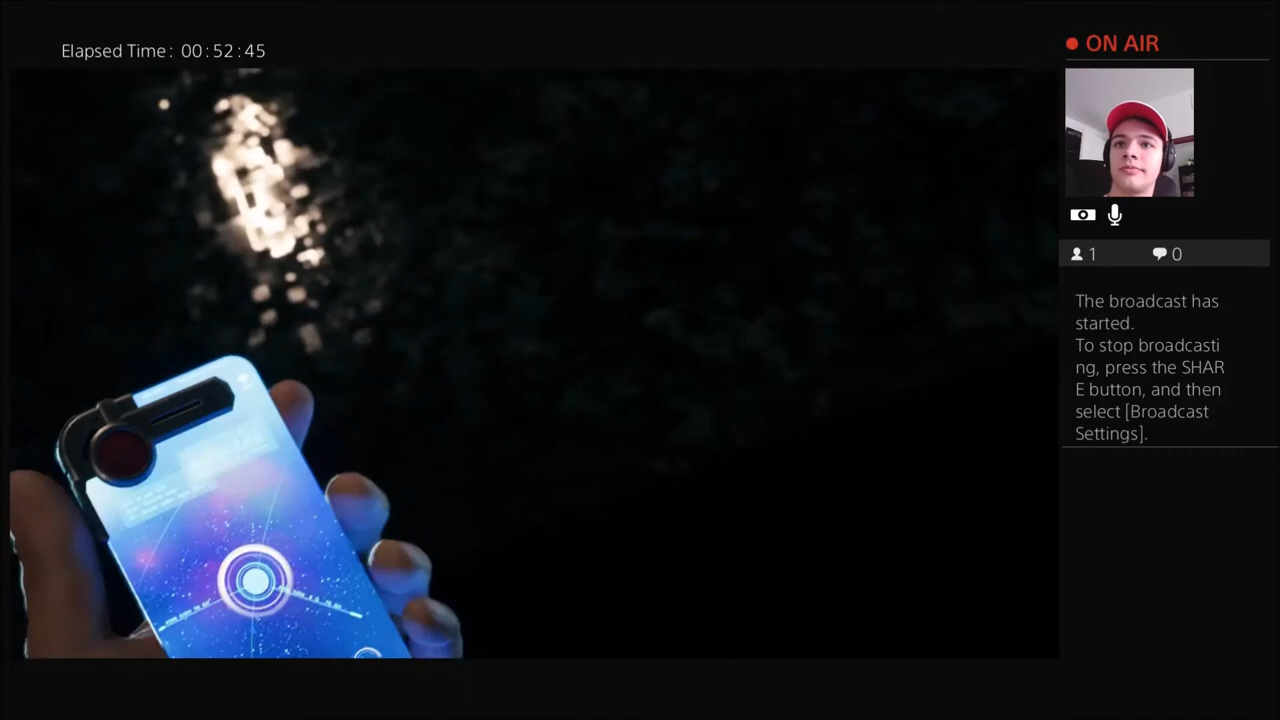 Elapsed Time: 00:52:45
ON AIR
1
0
The broadcast has
started.
To stop broadcasti
ng, press the SHAR
E button, and then
select [Broadcast
Settings].